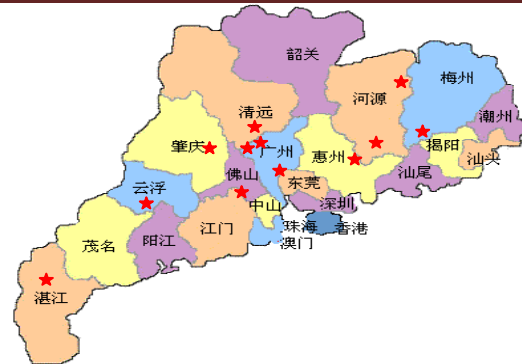 韶关
梅州
河源
清远
潮州
肇庆
广州
惠州
揭阳
汕头
佛山
东莞
汕尾
云浮
中山
深圳
江门
珠海
香港
阳江
澳门
茂名
湛江